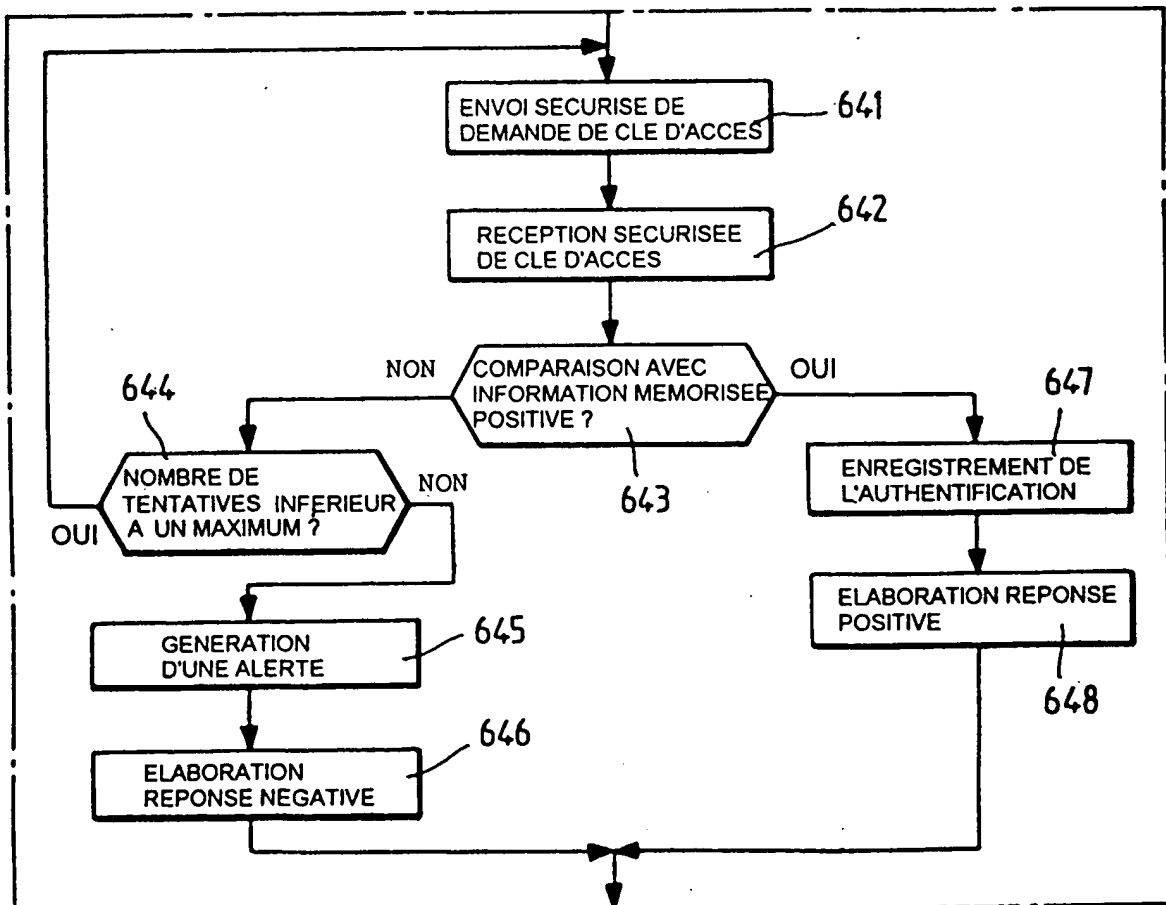 ENVOI SECURISE DE
DEMANDE DE CLE D'ACCES
641
RECEPTION SECURISEE
DE CLE D'ACCES
642
NON
COMPARAISON AVEC
INFORMATION MEMORISEE
POSITIVE ?
OUI
643
644
NOMBRE DE
TENTATIVES INFERIEUR
A UN MAXIMUM ?
OUI
NON
647
ENREGISTREMENT DE
L'AUTHENTIFICATION
GENERATION
D'UNE ALERTE
645
ELABORATION REPONSE
POSITIVE
648
ELABORATION
REPONSE NEGATIVE
646